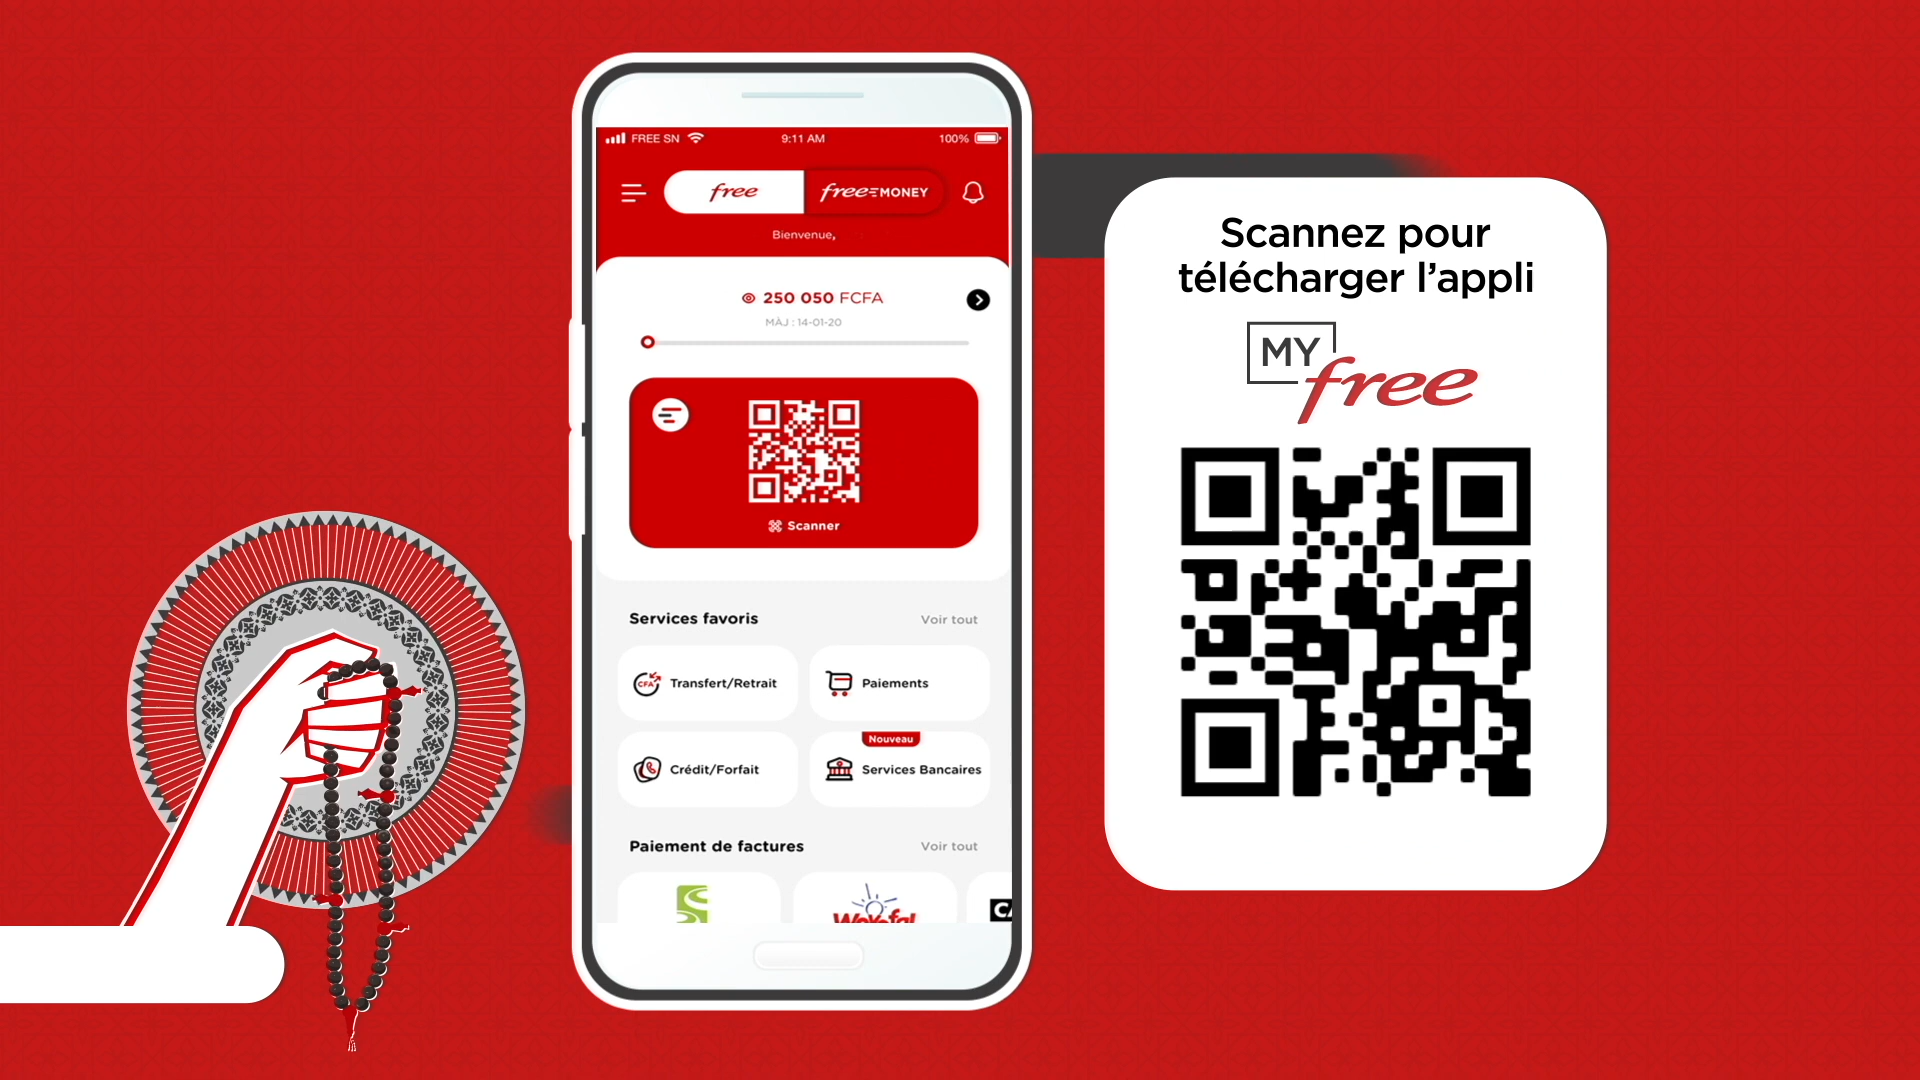 FREE SN
9:11 AM
100%
free
free MONEY
Bienvenue,
250 050 FCFA
MÀJ : 14-01-20
Scanner
Services favoris
Voir tout
CFA
Transfert/Retrait
Paiements
Crédit/Forfait
Nouveau
Services Bancaires
Paiement de factures
Voir tout
Woyofal
Scannez pour
télécharger l'appli
MY
free